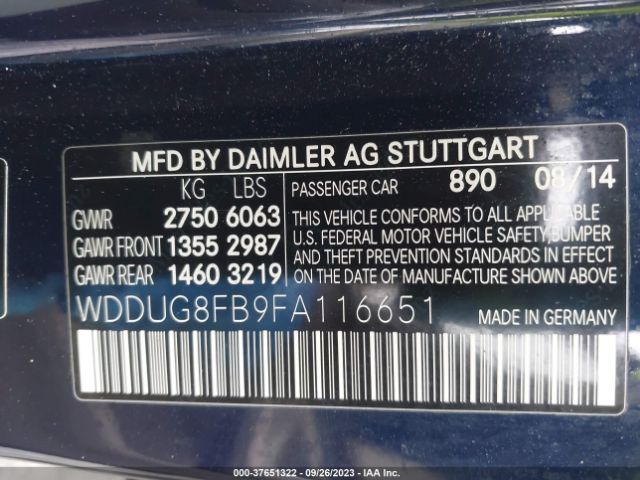 MFD BY DAIMLER AG STUTTGART
KG LBS
GVWR 2750 6063
GAWR FRONT 1355 2987
GAWR REAR 1460 3219
PASSENGER CAR 890 08/14
THIS VEHICLE CONFORMS TO ALL APPLICABLE
U.S. FEDERAL MOTOR VEHICLE SAFETY,BUMPER
AND THEFT PREVENTION STANDARDS IN EFFECT
ON THE DATE OF MANUFACTURE SHOWN ABOVE
WDDUG8FB9FA116651
MADE IN GERMANY
00-37651322 - 09/26/2023 - IAA Inc.